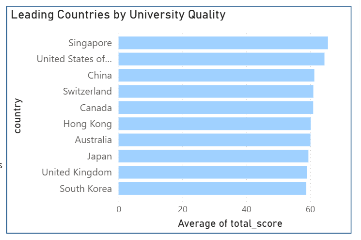 Leading Countries by University Quality
Singapore
United States of...
China
Switzerland
Canada
Hong Kong
Australia
Japan
United Kingdom
South Korea
country
0 20 40 60
Average of total_score